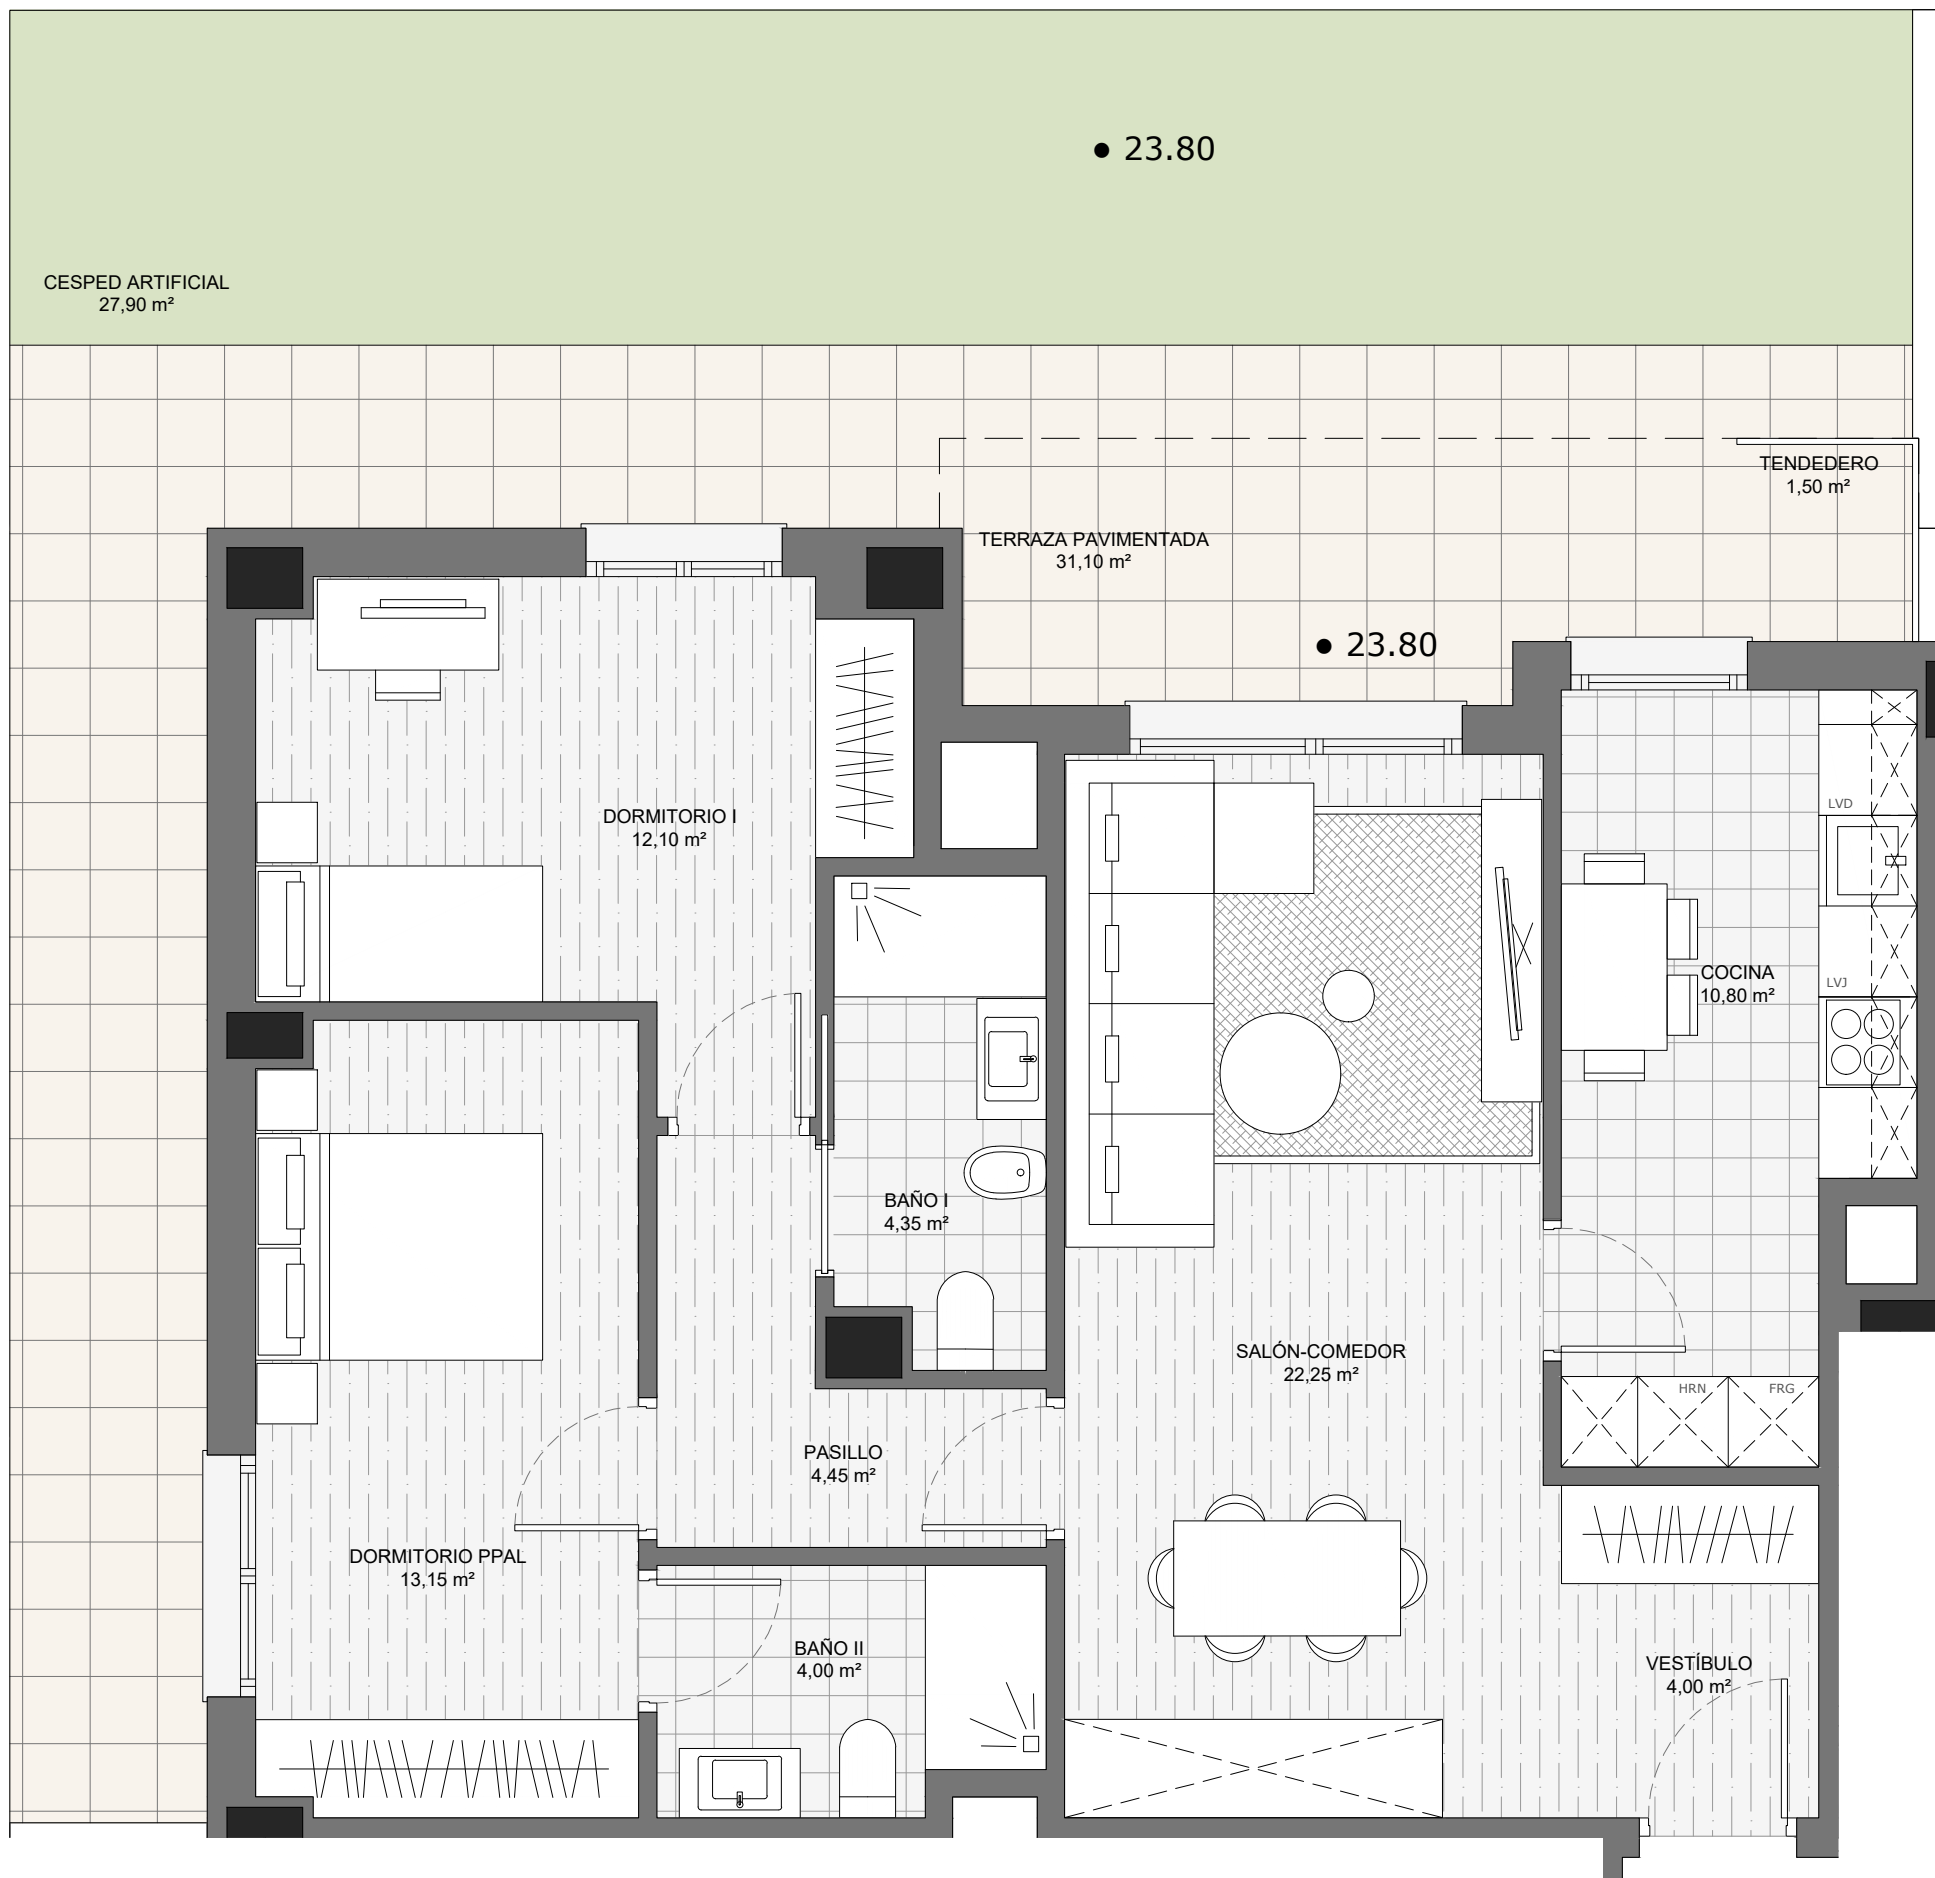 ● 23.80
CESPED ARTIFICIAL
27,90 m²
TENDEDERO
1,50 m²
TERRAZA PAVIMENTADA
31,10 m²
● 23.80
DORMITORIO I
12,10 m²
LVD
COCINA
10,80 m²
LVJ
BAÑO I
4,35 m²
SALÓN-COMEDOR
22,25 m²
HRN
FRG
PASILLO
4,45 m²
DORMITORIO PPAL
13,15 m²
BAÑO II
4,00 m²
VESTÍBULO
4,00 m²